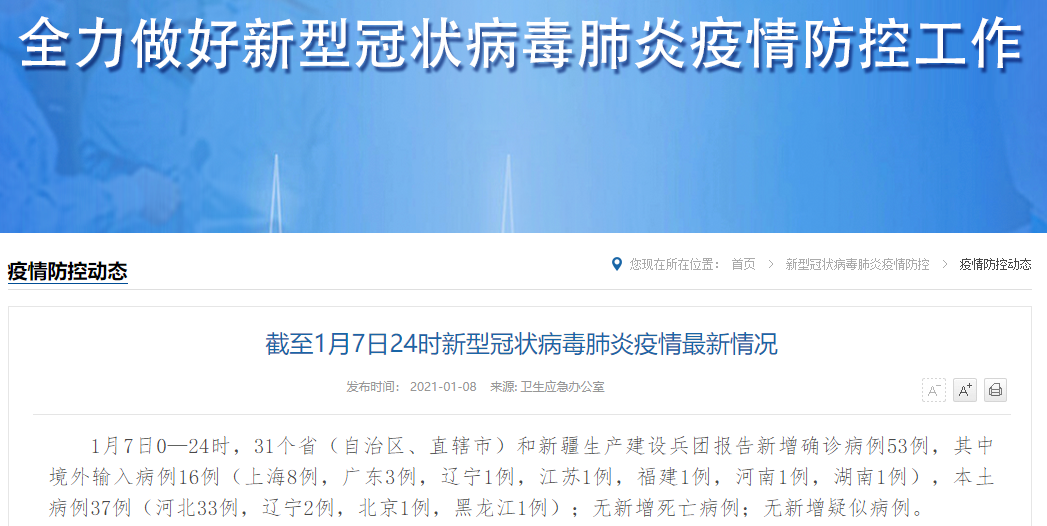 全力做好新型冠状病毒肺炎疫情防控工作
疫情防控动态
您现在所在位置： 首页 > 新型冠状病毒肺炎疫情防控 > 疫情防控动态
截至1月7日24时新型冠状病毒肺炎疫情最新情况
发布时间： 2021-01-08 来源: 卫生应急办公室
A- A+
1月7日0—24时，31个省（自治区、直辖市）和新疆生产建设兵团报告新增确诊病例53例，其中
境外输入病例16例（上海8例，广东3例，辽宁1例，江苏1例，福建1例，河南1例，湖南1例），本土
病例37例（河北33例，辽宁2例，北京1例，黑龙江1例）；无新增死亡病例；无新增疑似病例。